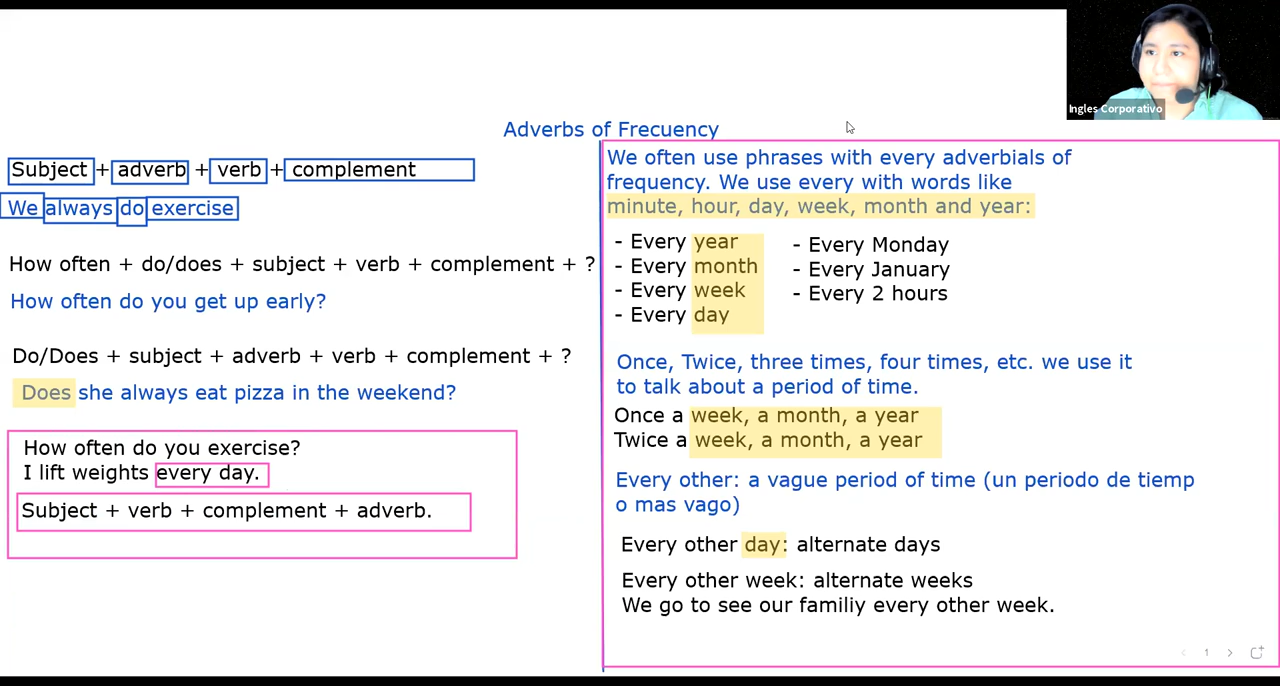 Ingles Corporativo
Adverbs of Frecuency
Subject + adverb + verb + complement
We always do exercise
How often + do/does + subject + verb + complement + ?
How often do you get up early?
Do/Does + subject + adverb + verb + complement + ?
Does she always eat pizza in the weekend?
How often do you exercise?
I lift weights every day.
Subject + verb + complement + adverb.
We often use phrases with every adverbials of
frequency. We use every with words like
minute, hour, day, week, month and year:
- Every year
- Every month
- Every week
- Every day
- Every Monday
- Every January
- Every 2 hours
Once, Twice, three times, four times, etc. we use it
to talk about a period of time.
Once a week, a month, a year
Twice a week, a month, a year
Every other: a vague period of time (un periodo de tiemp
o mas vago)
Every other day: alternate days
Every other week: alternate weeks
We go to see our familiy every other week.
1